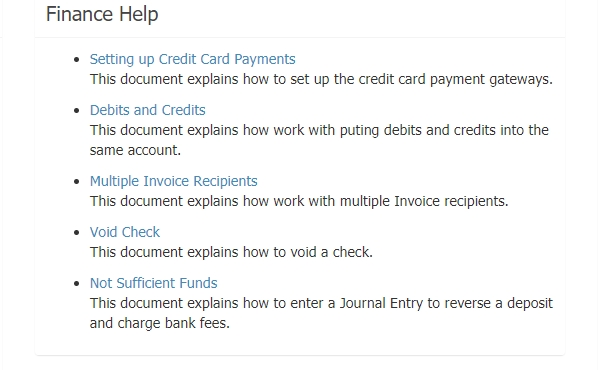 Finance Help
Setting up Credit Card Payments
This document explains how to set up the credit card payment gateways.
Debits and Credits
This document explains how work with puting debits and credits into the
same account.
Multiple Invoice Recipients
This document explains how work with multiple Invoice recipients.
Void Check
This document explains how to void a check.
Not Sufficient Funds
This document explains how to enter a Journal Entry to reverse a deposit
and charge bank fees.